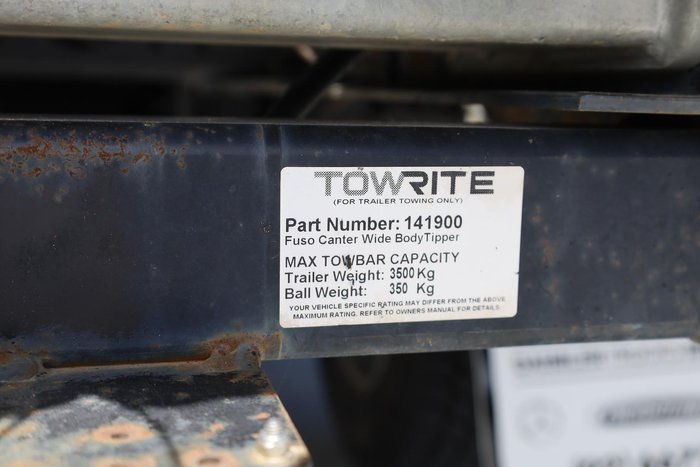 TOWRITE
(FOR TRAILER TOWING ONLY)
Part Number: 141900
Fuso Canter Wide BodyTipper
MAX TOWBAR CAPACITY
Trailer Weight: 3500 Kg
Ball Weight: 350 Kg
YOUR VEHICLE SPECIFIC RATING MAY DIFFER FROM THE ABOVE
MAXIMUM RATING. REFER TO OWNERS MANUAL FOR DETAILS